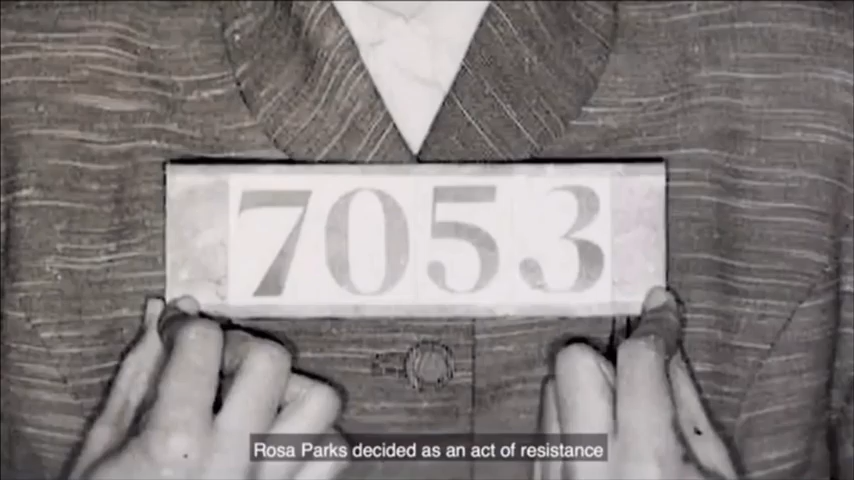 7053
Rosa Parks decided as an act of resistance